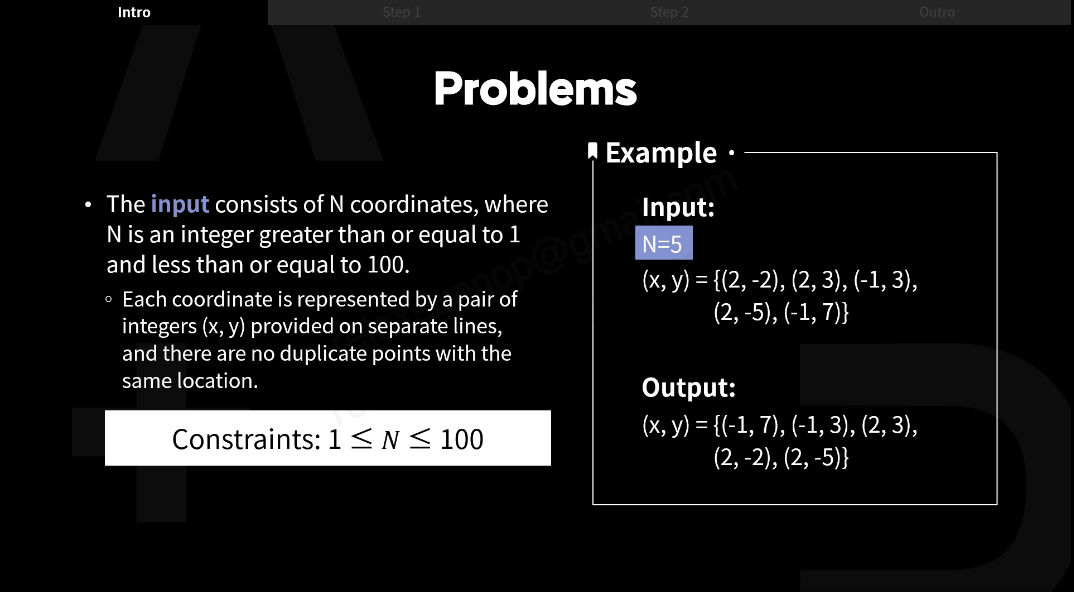 Intro
Step 1
Step 2
Outro
Problems
• The input consists of N coordinates, where
N is an integer greater than or equal to 1
and less than or equal to 100.
◦ Each coordinate is represented by a pair of
integers (x, y) provided on separate lines,
and there are no duplicate points with the
same location.
Constraints: 1 ≤ N ≤ 100
Example
Input:
N=5
(x, y) = {(2, -2), (2, 3), (-1, 3),
(2, -5), (-1, 7)}
Output:
(x, y) = {(-1, 7), (-1, 3), (2, 3),
(2, -2), (2, -5)}